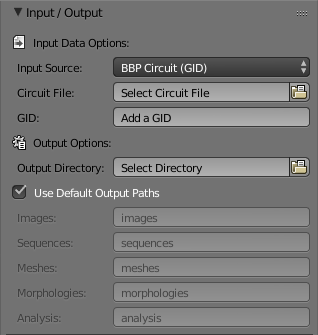 Input / Output
Input Data Options:
Input Source: BBP Circuit (GID)
Circuit File: Select Circuit File
GID: Add a GID
Output Options:
Output Directory: Select Directory
Use Default Output Paths
Images: images
Sequences: sequences
Meshes: meshes
Morphologies: morphologies
Analysis: analysis